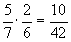 5/7 · 2/6 = 10/42